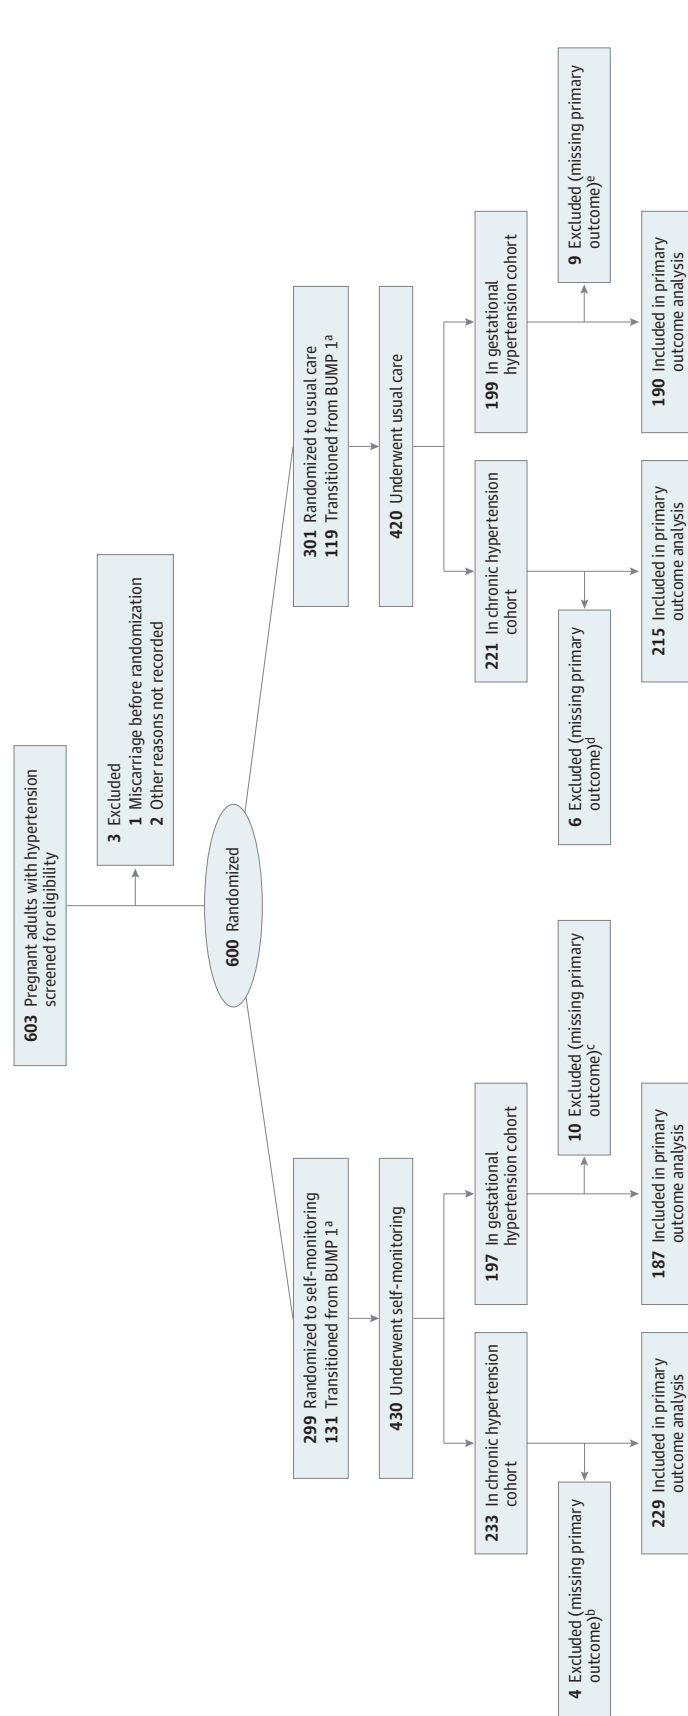 603 Pregnant adults with hypertension
screened for eligibility
3 Excluded
1 Miscarriage before randomization
2 Other reasons not recorded
600 Randomized
299 Randomized to self-monitoring
131 Transitioned from BUMP 1a
430 Underwent self-monitoring
233 In chronic hypertension
cohort
4 Excluded (missing primary
outcome)b
229 Included in primary
outcome analysis
197 In gestational
hypertension cohort
10 Excluded (missing primary
outcome)c
187 Included in primary
outcome analysis
301 Randomized to usual care
119 Transitioned from BUMP 1a
420 Underwent usual care
221 In chronic hypertension
cohort
6 Excluded (missing primary
outcome)d
215 Included in primary
outcome analysis
199 In gestational
hypertension cohort
9 Excluded (missing primary
outcome)e
190 Included in primary
outcome analysis